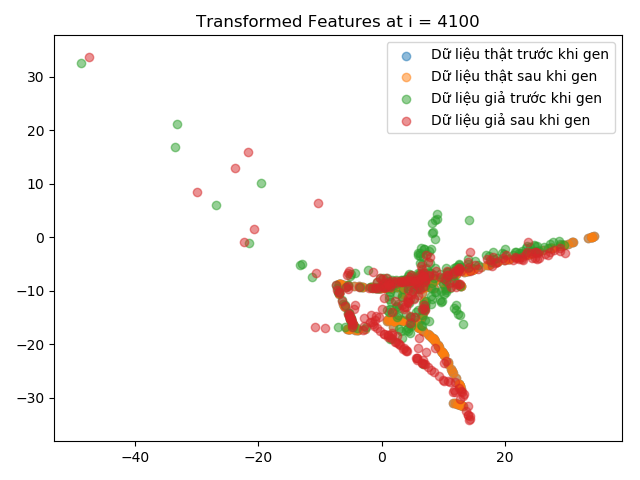 Transformed Features at i = 4100
Dữ liệu thật trước khi gen
Dữ liệu thật sau khi gen
Dữ liệu giả trước khi gen
Dữ liệu giả sau khi gen
30
20
10
0
−10
−20
−30
−40 −20 0 20